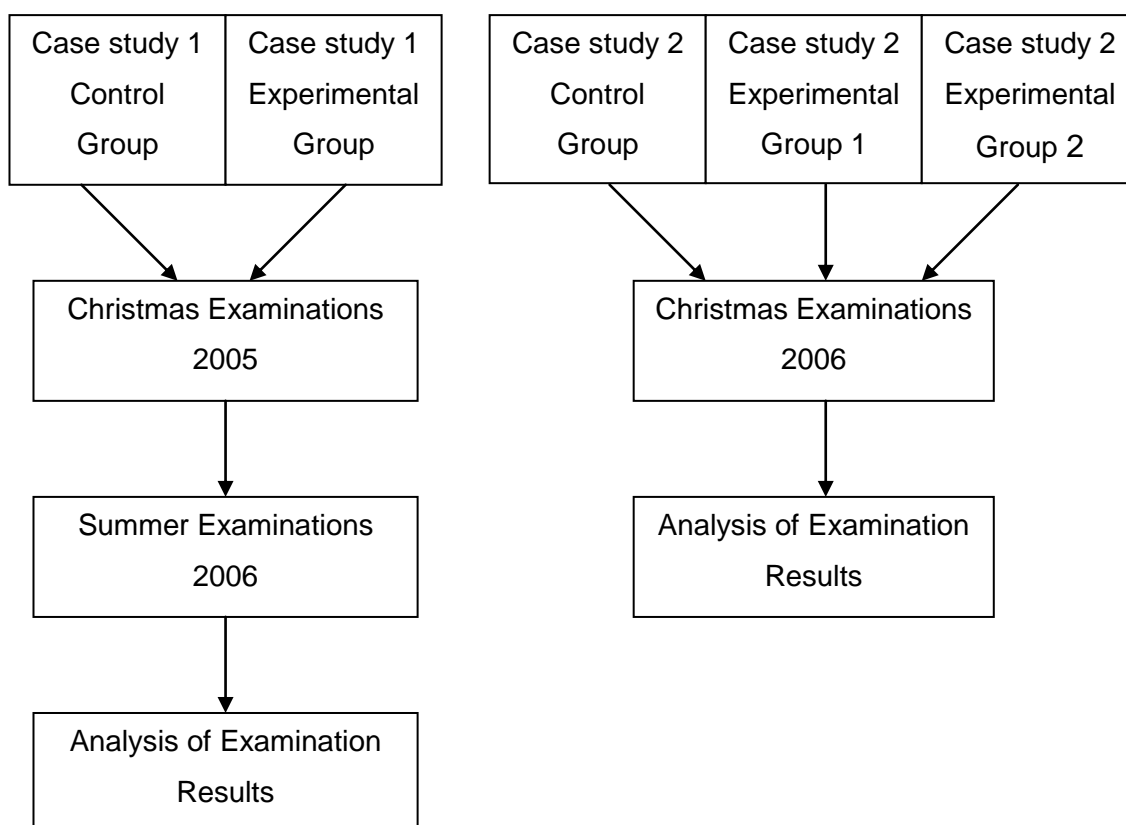 Case study 1
Control
Group
Case study 1
Experimental
Group
Case study 2
Control
Group
Case study 2
Experimental
Group 1
Case study 2
Experimental
Group 2
Christmas Examinations
2005
Summer Examinations
2006
Analysis of Examination
Results
Christmas Examinations
2006
Analysis of Examination
Results